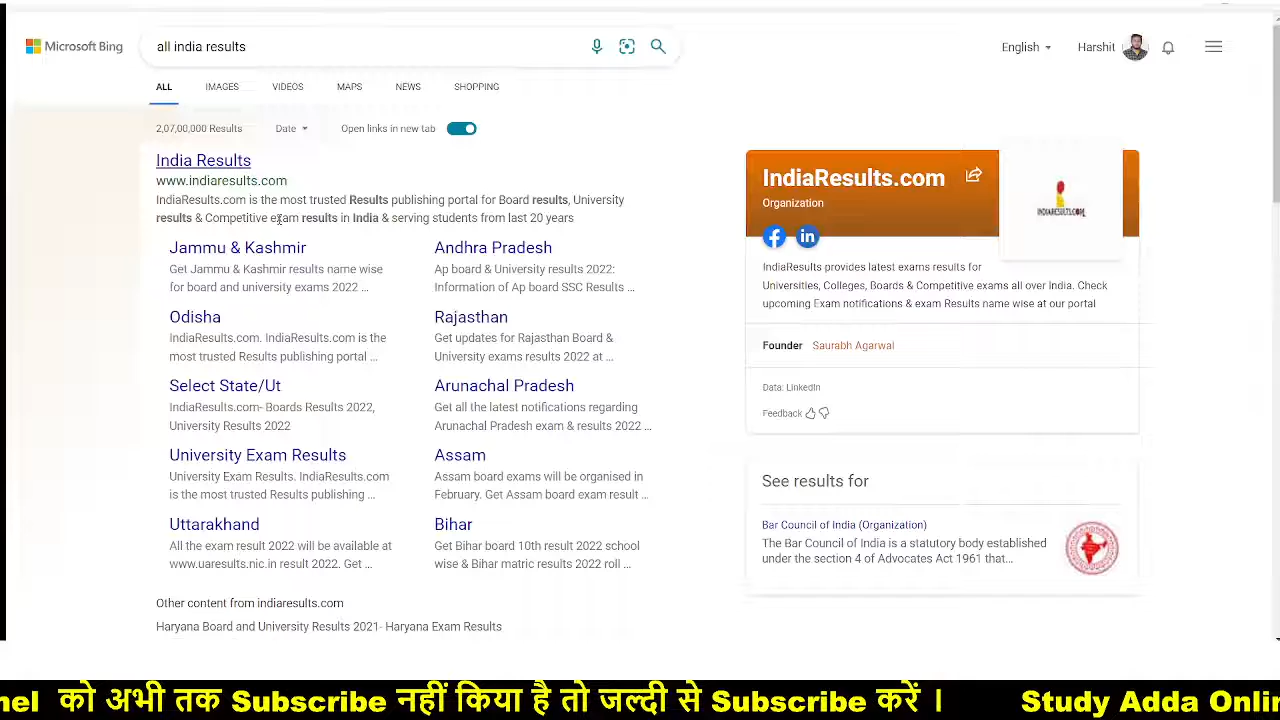 Microsoft Bing
all india results
English
Harshit
ALL
IMAGES
VIDEOS
MAPS
NEWS
SHOPPING
2,07,00,000 Results
Date
Open links in new tab
India Results
www.indiaresults.com
IndiaResults.com is the most trusted Results publishing portal for Board results, University
results & Competitive exam results in India & serving students from last 20 years
Jammu & Kashmir
Get Jammu & Kashmir results name wise
for board and university exams 2022 ...
Andhra Pradesh
Ap board & University results 2022:
Information of Ap board SSC Results ...
Odisha
IndiaResults.com. IndiaResults.com is the
most trusted Results publishing portal ...
Rajasthan
Get updates for Rajasthan Board &
University exams results 2022 at ...
Select State/Ut
IndiaResults.com- Boards Results 2022,
University Results 2022
Arunachal Pradesh
Get all the latest notifications regarding
Arunachal Pradesh exam & results 2022 ...
University Exam Results
University Exam Results. IndiaResults.com
is the most trusted Results publishing ...
Assam
Assam board exams will be organised in
February. Get Assam board exam result ...
Uttarakhand
All the exam result 2022 will be available at
www.uaresults.nic.in result 2022. Get ...
Bihar
Get Bihar board 10th result 2022 school
wise & Bihar matric results 2022 roll ...
Other content from indiaresults.com
Haryana Board and University Results 2021- Haryana Exam Results
IndiaResults.com
Organization
INDIARESULTS.COM
IndiaResults provides latest exams results for
Universities, Colleges, Boards & Competitive exams all over India. Check
upcoming Exam notifications & exam Results name wise at our portal
Founder Saurabh Agarwal
Data: LinkedIn
Feedback
See results for
Bar Council of India (Organization)
The Bar Council of India is a statutory body established
under the section 4 of Advocates Act 1961 that...
nel को अभी तक Subscribe नहीं किया है तो जल्दी से Subscribe करें । Study Adda Onlin